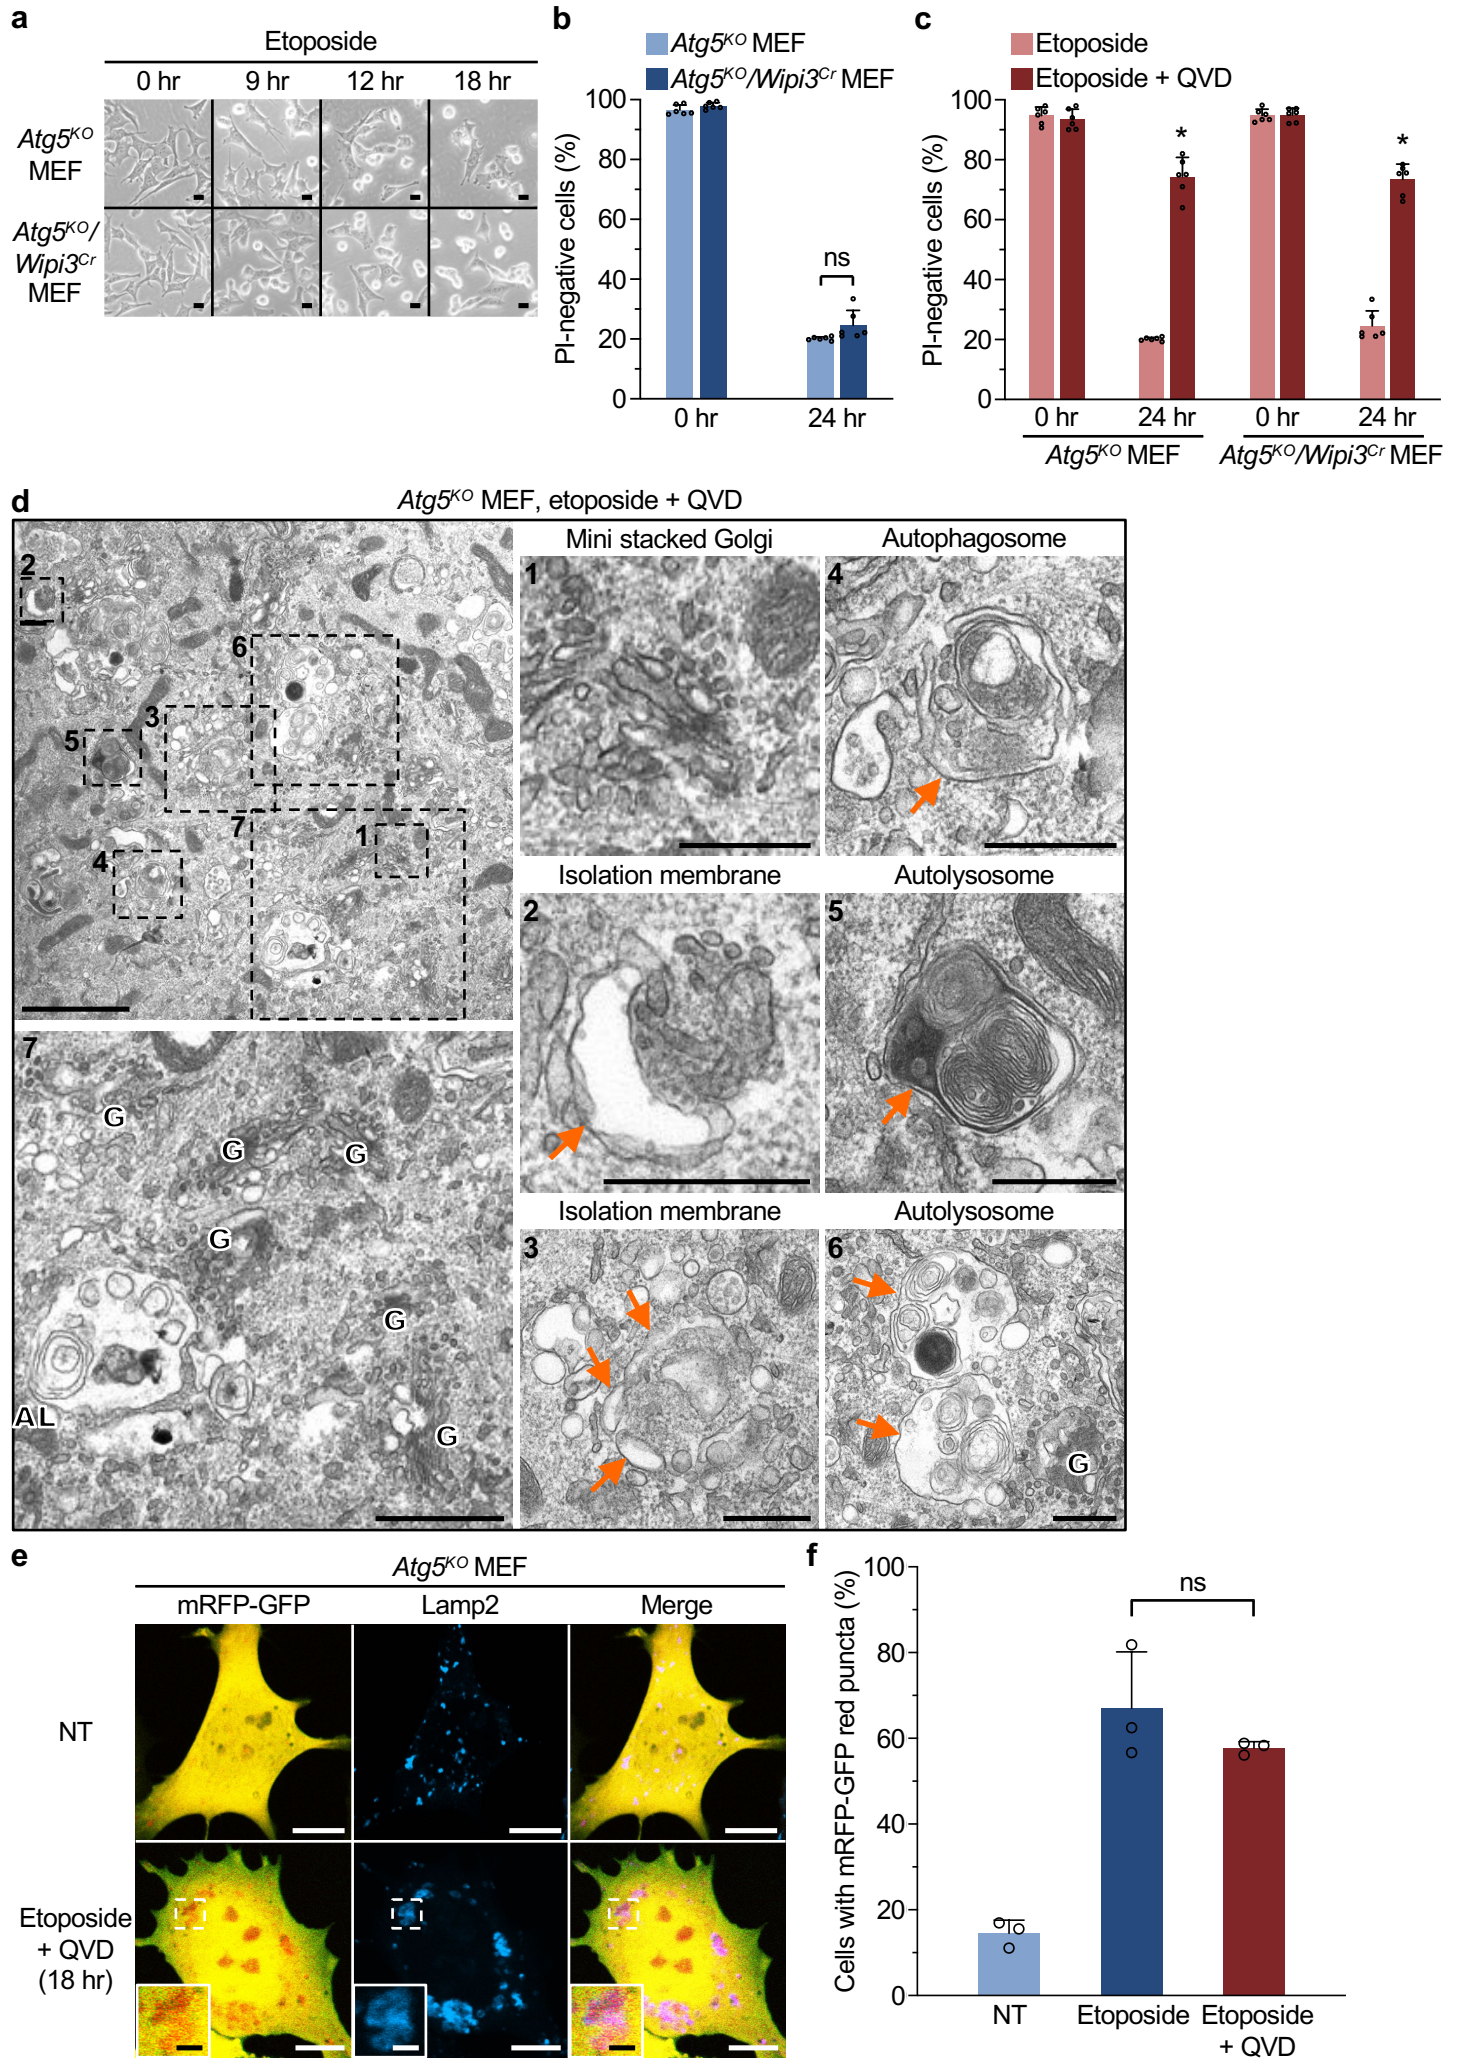 a
Etoposide
0 hr 9 hr 12 hr 18 hr
Atg5KO
MEF
Atg5KO/
Wipi3Cr
MEF
b
Atg5KO MEF
Atg5KO/Wipi3Cr MEF
PI-negative cells (%)
100
80
60
40
20
0
ns
0 hr 24 hr
c
Etoposide
Etoposide + QVD
PI-negative cells (%)
100
80
60
40
20
0
* *
0 hr 24 hr 0 hr 24 hr
Atg5KO MEF Atg5KO/Wipi3Cr MEF
d
Atg5KO MEF, etoposide + QVD
2
6
3
5
7
1
4
Mini stacked Golgi
1
Autophagosome
4
Isolation membrane
2
Autolysosome
5
Isolation membrane
3
Autolysosome
6
G
7
G
G G
G
G
AL
G
e
Atg5KO MEF
mRFP-GFP Lamp2 Merge
NT
Etoposide
+ QVD
(18 hr)
f
Cells with mRFP-GFP red puncta (%)
100
80
60
40
20
0
ns
NT Etoposide Etoposide
+ QVD